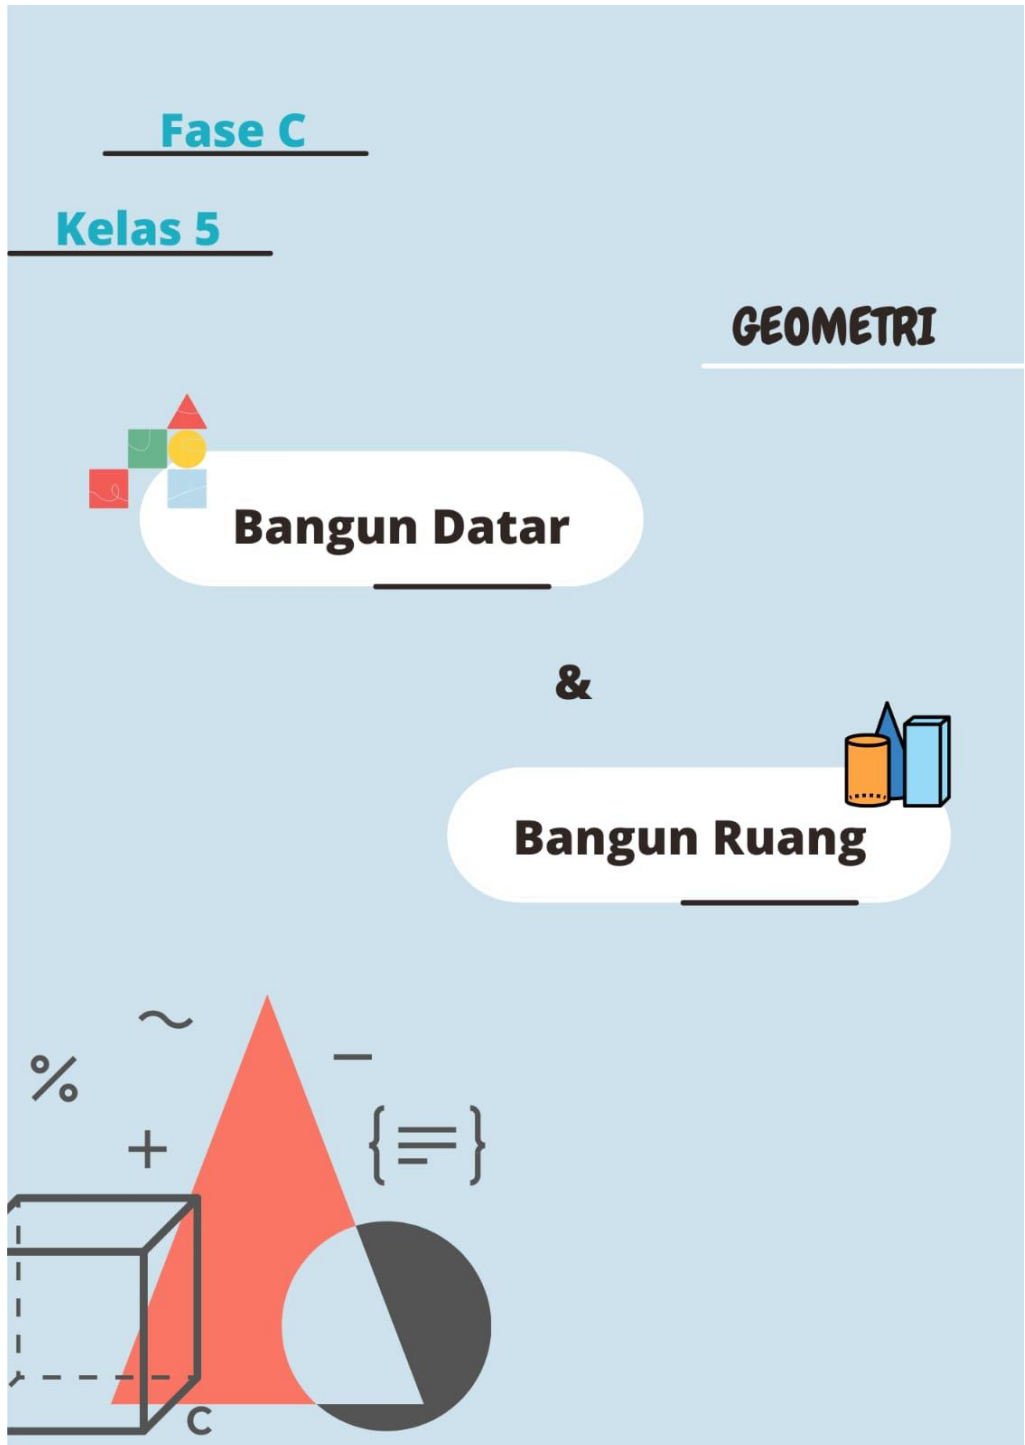 Fase C
Kelas 5
GEOMETRI
Bangun Datar
&
Bangun Ruang
~
%
−
+
{≡}
C